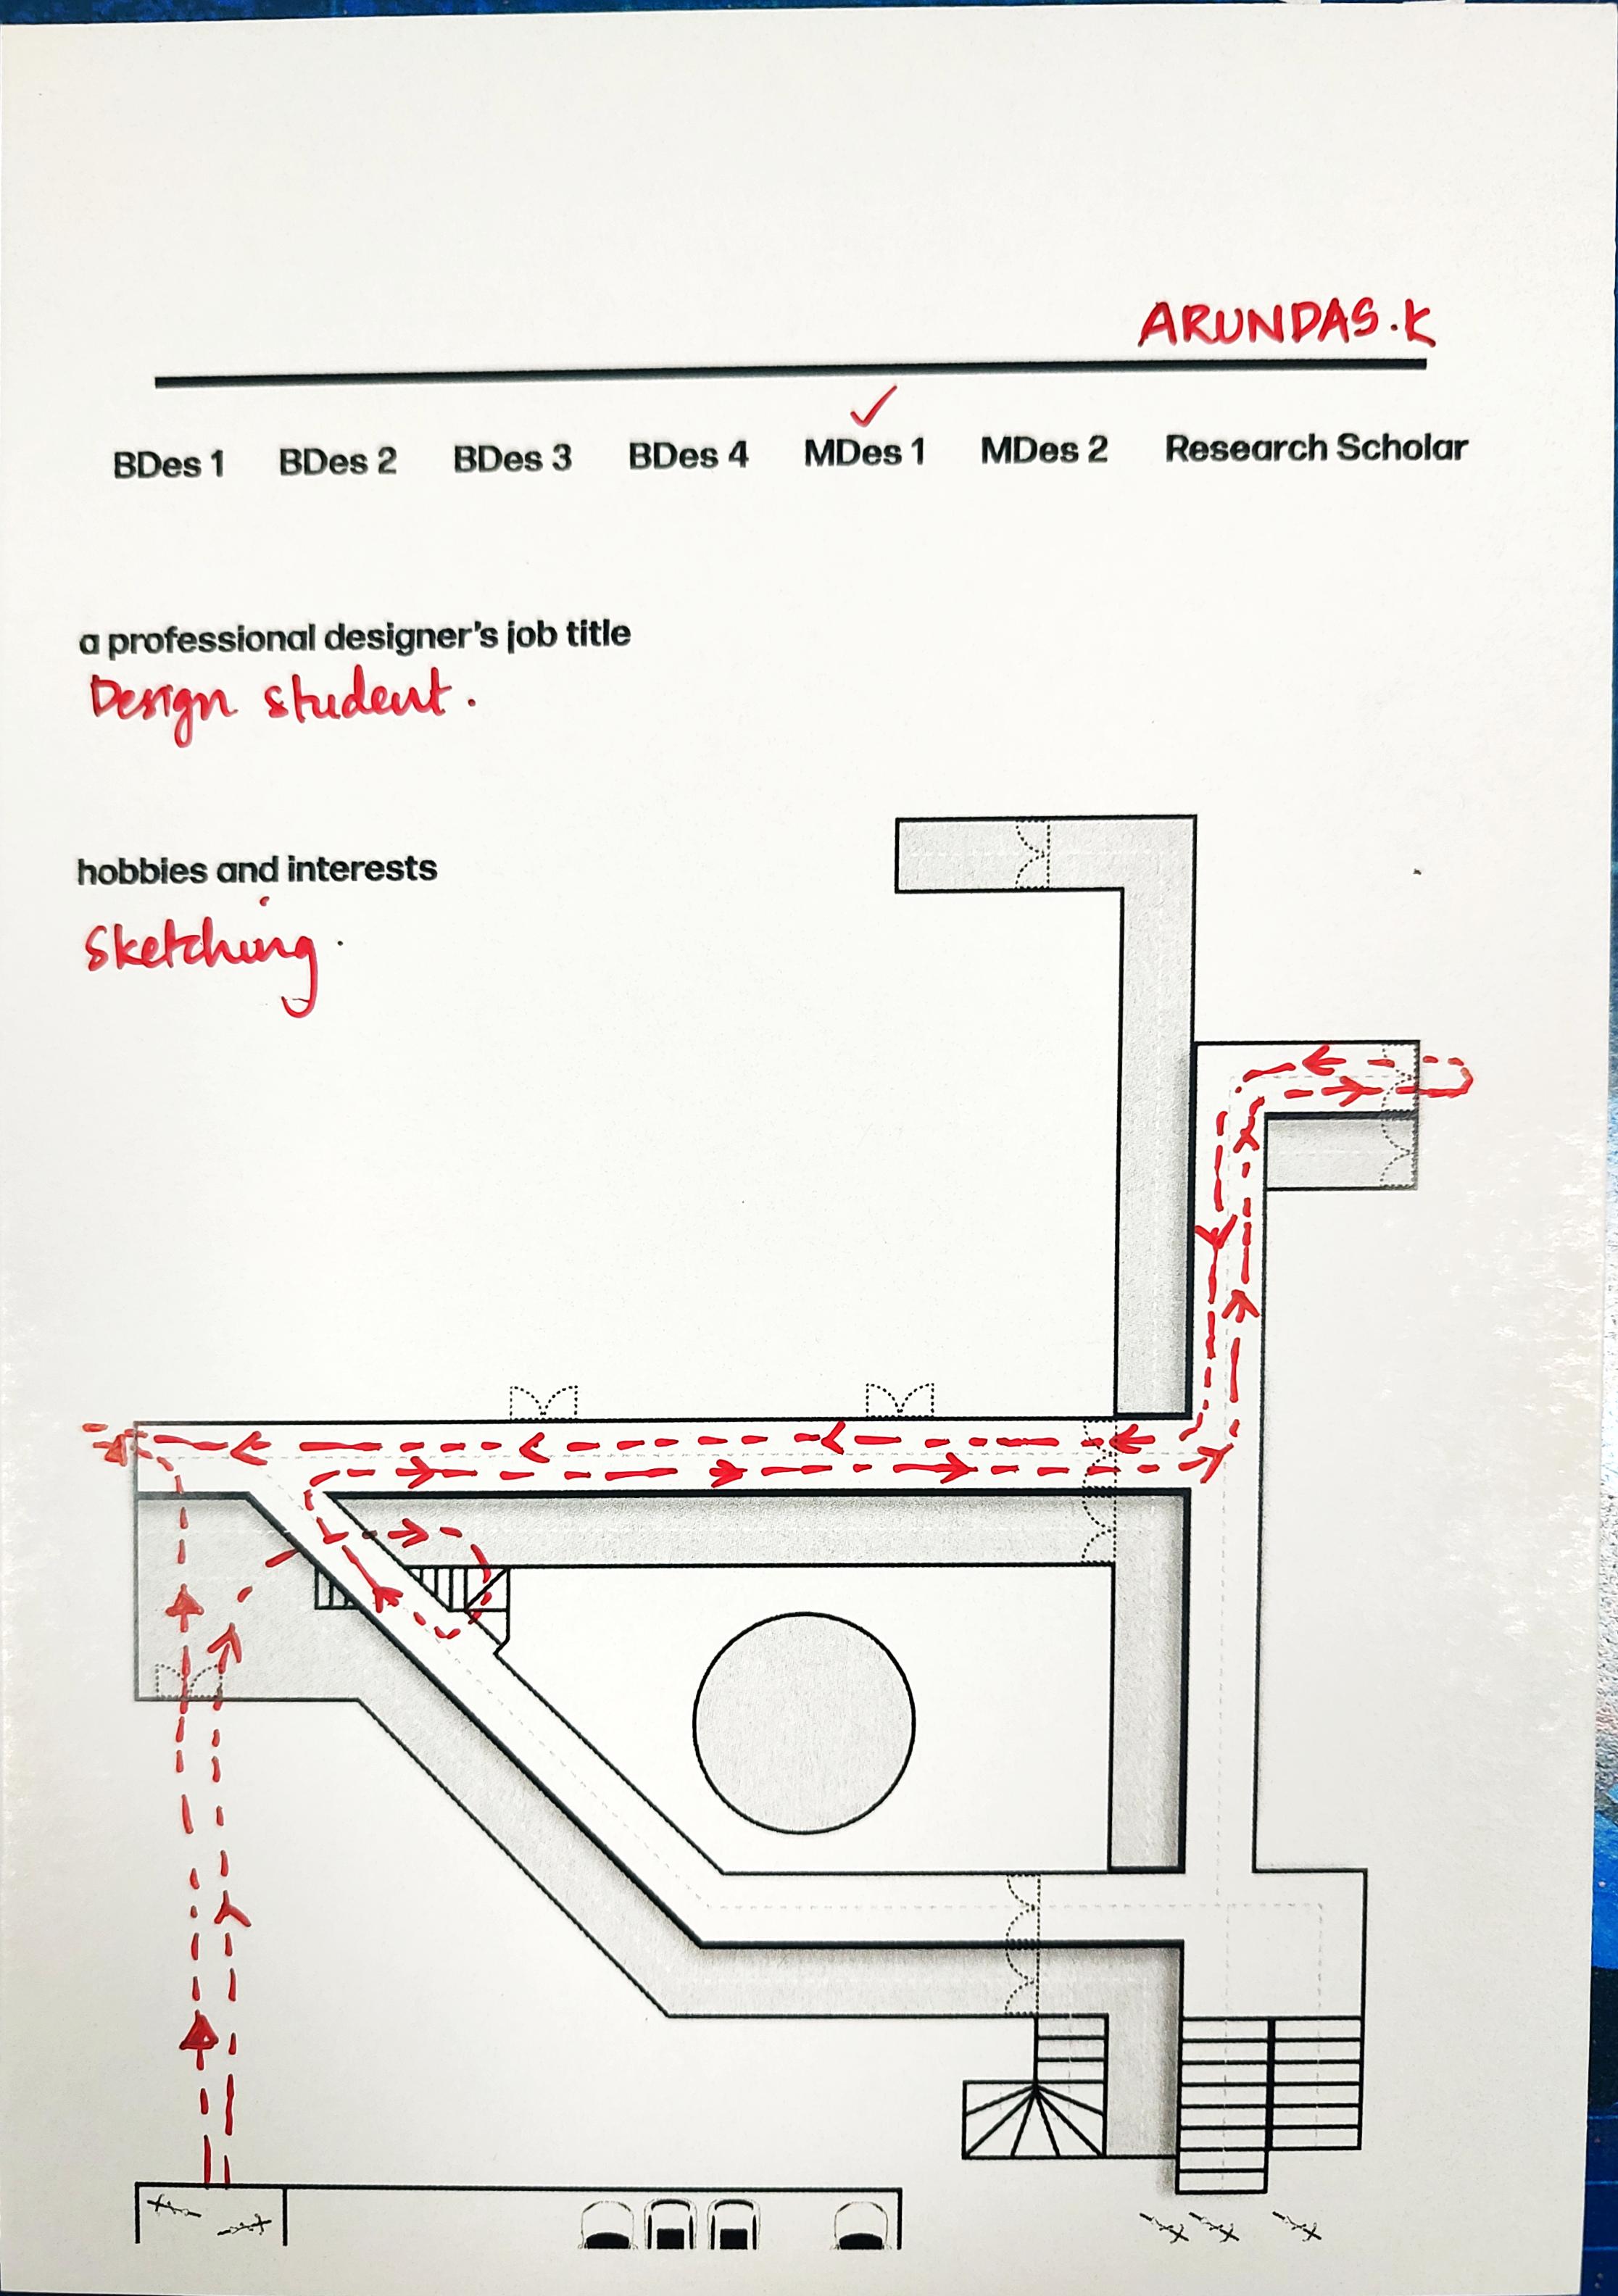 ARUNDAS.K
BDes 1 BDes 2 BDes 3 BDes 4 MDes 1 MDes 2 Research Scholar
a professional designer's job title
Design student.
hobbies and interests
Sketching.